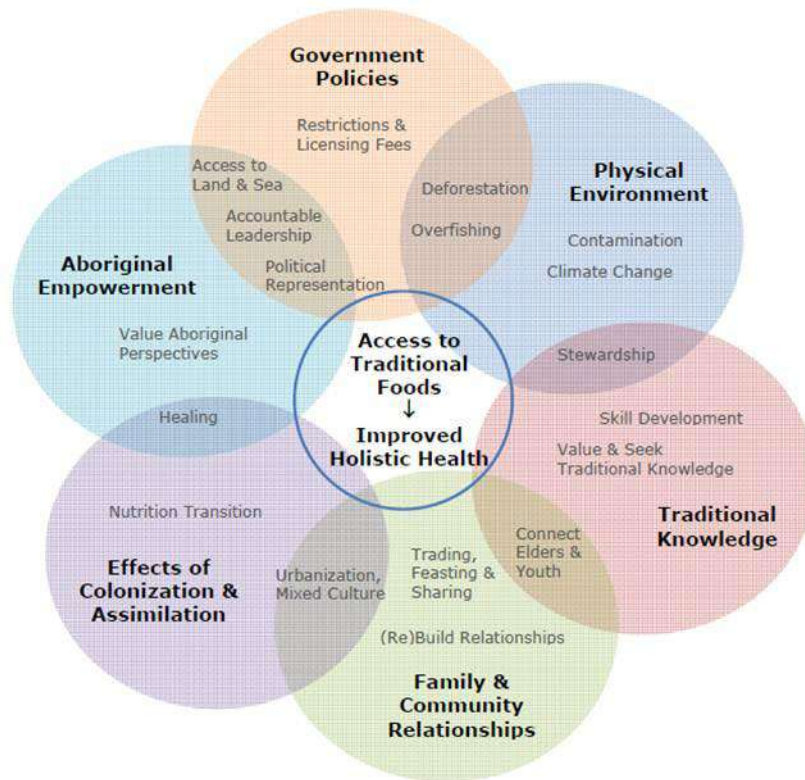 Government
Policies
Restrictions &
Licensing Fees
Access to
Land & Sea
Accountable
Leadership
Political
Representation
Deforestation
Overfishing
Physical
Environment
Contamination
Climate Change
Aboriginal
Empowerment
Value Aboriginal
Perspectives
Access to
Traditional
Foods
↓
Improved
Holistic Health
Stewardship
Skill Development
Value & Seek
Traditional Knowledge
Traditional
Knowledge
Healing
Nutrition Transition
Effects of
Colonization &
Assimilation
Urbanization,
Mixed Culture
Trading,
Feasting &
Sharing
Connect
Elders &
Youth
(Re)Build Relationships
Family &
Community
Relationships